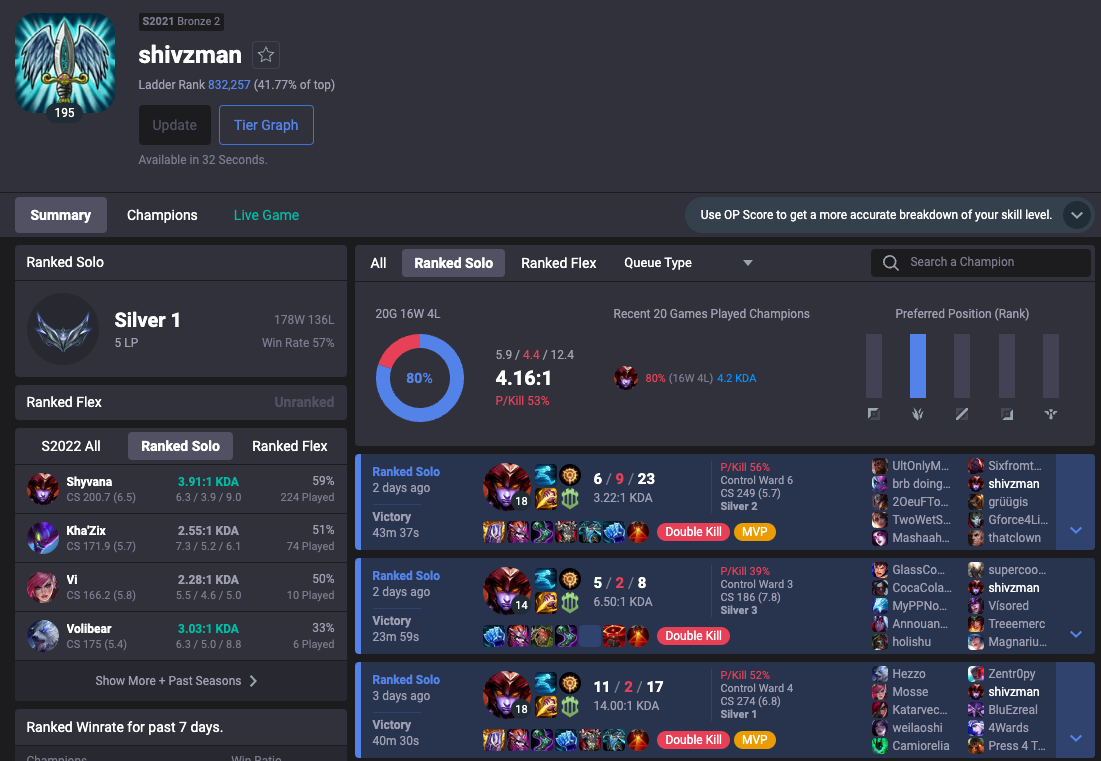 S2021 Bronze 2
shivzman
Ladder Rank 832,257 (41.77% of top)
195
Update
Tier Graph
Available in 32 Seconds.
Summary
Champions
Live Game
Use OP Score to get a more accurate breakdown of your skill level.
Ranked Solo
Silver 1
5 LP
178W 136L
Win Rate 57%
Ranked Flex
Unranked
S2022 All
Ranked Solo
Ranked Flex
Shyvana
CS 200.7 (6.5)
3.91:1 KDA
6.3 / 3.9 / 9.0
59%
224 Played
Kha'Zix
CS 171.9 (5.7)
2.55:1 KDA
7.3 / 5.2 / 6.1
51%
74 Played
Vi
CS 166.2 (5.8)
2.28:1 KDA
5.5 / 4.6 / 5.0
50%
10 Played
Volibear
CS 175 (5.4)
3.03:1 KDA
6.3 / 5.0 / 8.8
33%
6 Played
Show More + Past Seasons
Ranked Winrate for past 7 days.
Champions
Win Ratio
All
Ranked Solo
Ranked Flex
Queue Type
Search a Champion
20G 16W 4L
80%
5.9 / 4.4 / 12.4
4.16:1
P/Kill 53%
Recent 20 Games Played Champions
80% (16W 4L) 4.2 KDA
Preferred Position (Rank)
Ranked Solo
2 days ago
Victory
43m 37s
18
6 / 9 / 23
3.22:1 KDA
Double Kill
MVP
P/Kill 56%
Control Ward 6
CS 249 (5.7)
Silver 2
UltOnlyM...
brb doing...
2OeuFTo...
TwoWetS...
Mashaah...
Sixfromt...
shivzman
grüügis
Gforce4Li...
thatclown
Ranked Solo
2 days ago
Victory
23m 59s
14
5 / 2 / 8
6.50:1 KDA
Double Kill
P/Kill 39%
Control Ward 3
CS 186 (7.8)
Silver 3
GlassCo...
CocaCola...
MyPPNo...
Annouan...
holishu
supercoo...
shivzman
Vísored
Treeemerc
Magnariu...
Ranked Solo
3 days ago
Victory
40m 30s
18
11 / 2 / 17
14.00:1 KDA
Double Kill
MVP
P/Kill 52%
Control Ward 4
CS 274 (6.8)
Silver 1
Hezzo
Mosse
Katarvec...
weilaoshi
Camiorelia
Zentr0py
shivzman
BluEzreal
4Wards
Press 4 T...